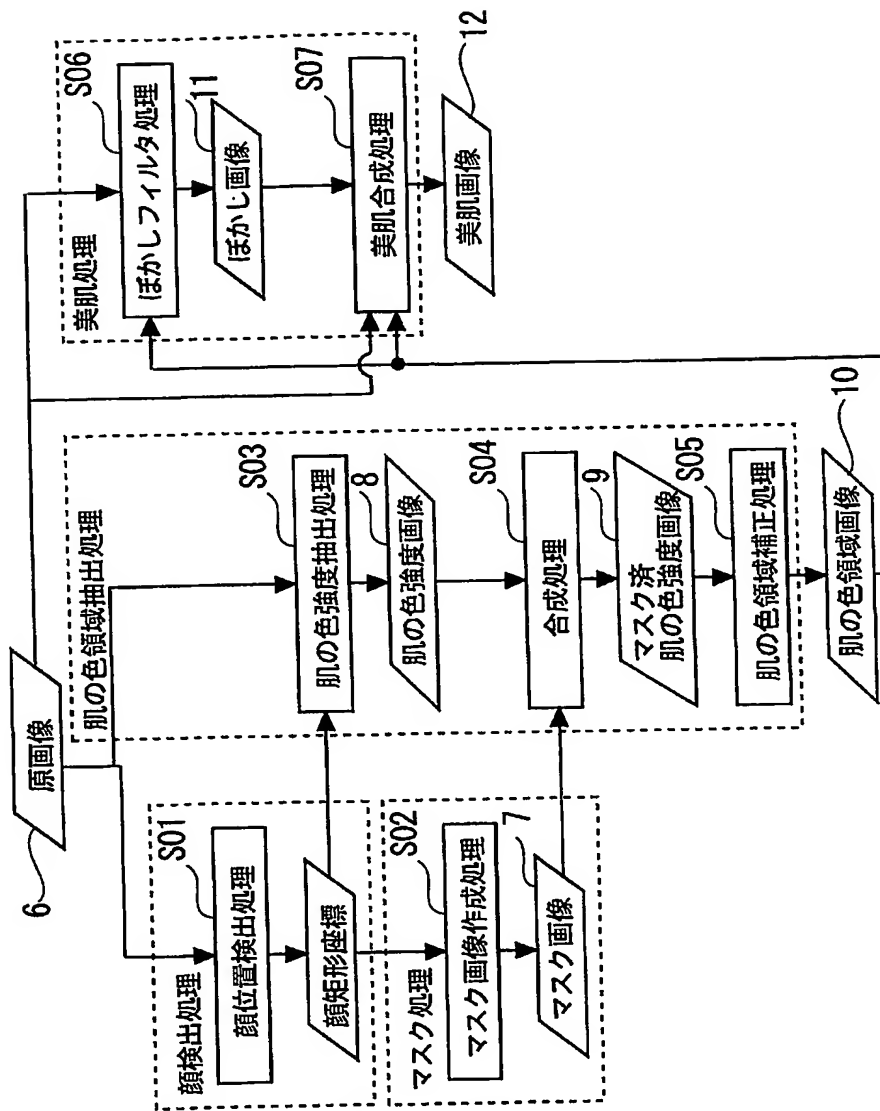 6
原画像
顔検出処理
S01
顔位置検出処理
顔矩形座標
マスク処理
S02
マスク画像作成処理
7
マスク画像
肌の色領域抽出処理
S03
肌の色強度抽出処理
8
肌の色強度画像
S04
合成処理
9
マスク済
肌の色強度画像
S05
肌の色領域補正処理
10
肌の色領域画像
美肌処理
S06
ぼかしフィルタ処理
11
ぼかし画像
S07
美肌合成処理
12
美肌画像